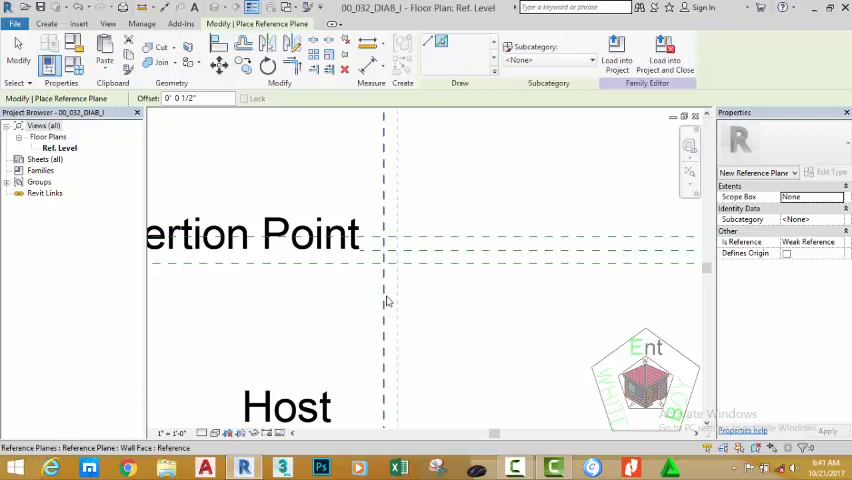 00_032_DIAB_I - Floor Plan: Ref. Level
Type a keyword or phrase
Sign In
File
Create
Insert
View
Manage
Add-Ins
Modify | Place Reference Plane
Modify
Paste
Cut
Join
Load into
Project
Load into
Project and Close
Subcategory:
<None>
Select
Properties
Clipboard
Geometry
Modify
Measure
Create
Draw
Subcategory
Family Editor
Modify | Place Reference Plane
Offset: 0' 0 1/2"
Lock
Project Browser - 00_032_DIAB_I
Properties
Views (all)
Floor Plans
Ref. Level
Sheets (all)
Families
Groups
Revit Links
New Reference Plane
Edit Type
Extents
Scope Box
None
Identity Data
Subcategory
<None>
Other
Is Reference
Weak Reference
Defines Origin
ertion Point
Host
Ent
WHITE
BOY
Activate Windows
Go to PC settings to activate Windows.
Properties help
Apply
1" = 1'-0"
Reference Planes : Reference Plane : Wall Face : Reference
:0
6:41 AM
10/21/2017